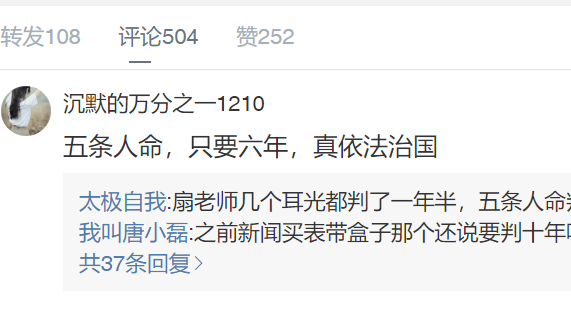 转发108 评论504 赞252
沉默的万分之一1210
五条人命，只要六年，真依法治国
太极自我:扇老师几个耳光都判了一年半，五条人命
我叫唐小磊:之前新闻买表带盒子那个还说要判十年
共37条回复>